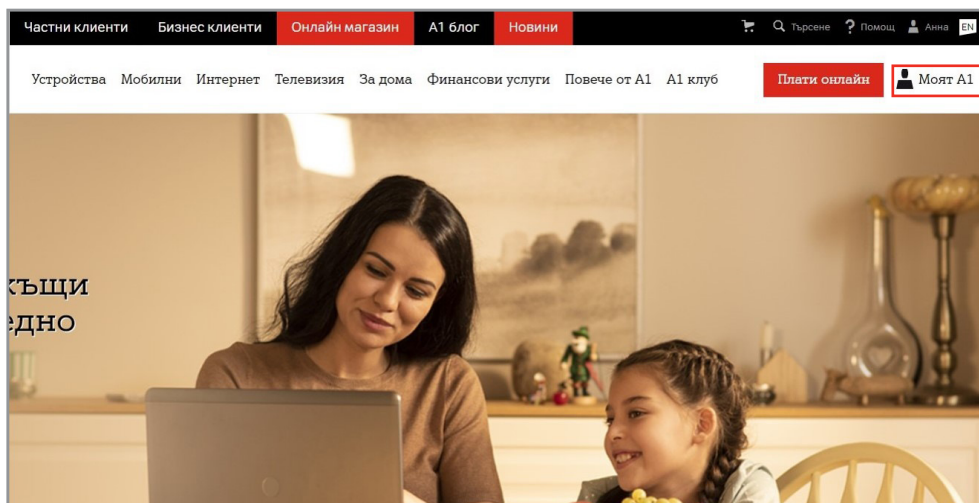 Частни клиенти Бизнес клиенти Онлайн магазин А1 блог Новини Търсене Помощ Анна EN
Устройства Мобилни Интернет Телевизия За дома Финансови услуги Повече от А1 А1 клуб Плати онлайн Моят А1
къщи
едно